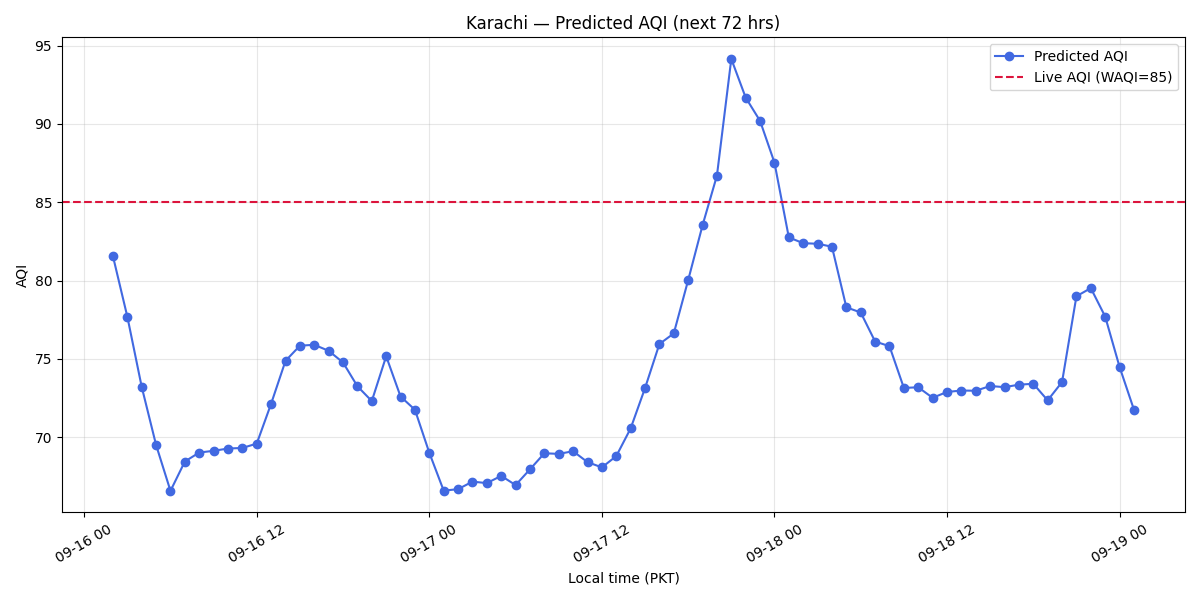 Karachi — Predicted AQI (next 72 hrs)
Predicted AQI
Live AQI (WAQI=85)
AQI
95
90
85
80
75
70
09-16 00
09-16 12
09-17 00
09-17 12
09-18 00
09-18 12
09-19 00
Local time (PKT)